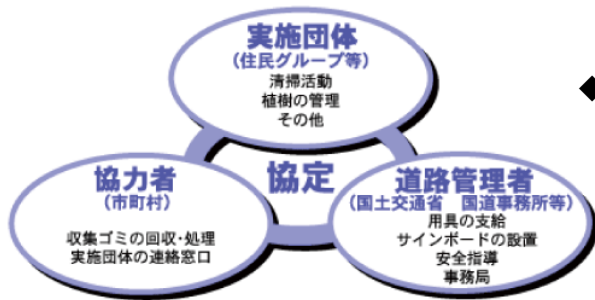 実施団体
(住民グループ等)
清掃活動
植樹の管理
その他
協定
協力者
(市町村)
収集ゴミの回収･処理
実施団体の連絡窓口
道路管理者
(国土交通省　国道事務所等)
用具の支給
サインボードの設置
安全指導
事務局